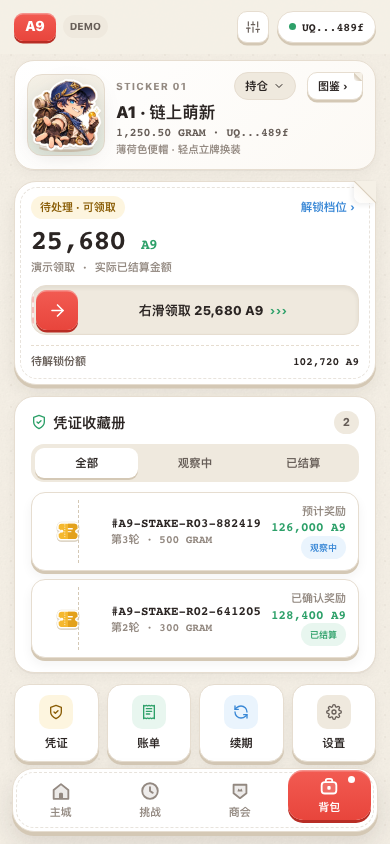 A9 DEMO UQ...489f
STICKER 01 持仓 图鉴 ›
A1 · 链上萌新
1,250.50 GRAM · UQ...489f
薄荷色便帽 · 轻点立牌换装
待处理 · 可领取 解锁档位 ›
25,680 A9
演示领取 · 实际已结算金额
右滑领取 25,680 A9 ›››
待解锁份额 102,720 A9
凭证收藏册 2
全部 观察中 已结算
预计奖励
#A9-STAKE-R03-882419 126,000 A9
第3轮 · 500 GRAM 观察中
已确认奖励
#A9-STAKE-R02-641205 128,400 A9
第2轮 · 300 GRAM 已结算
凭证 账单 续期 设置
主城 挑战 商会 背包